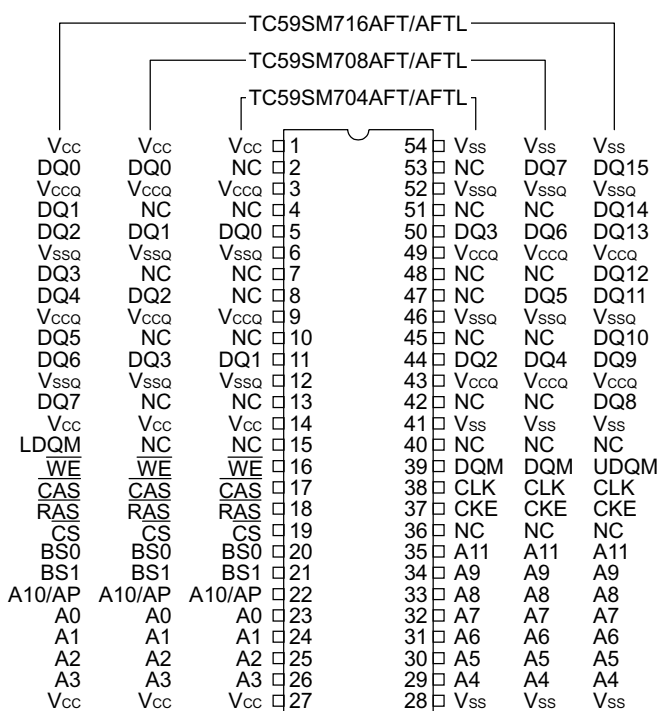 TC59SM716AFT/AFTL
TC59SM708AFT/AFTL
TC59SM704AFT/AFTL
VCC VCC VCC 1 54 VSS VSS VSS
DQ0 DQ0 NC 2 53 NC DQ7 DQ15
VCCQ VCCQ VCCQ 3 52 VSSQ VSSQ VSSQ
DQ1 NC NC 4 51 NC NC DQ14
DQ2 DQ1 DQ0 5 50 DQ3 DQ6 DQ13
VSSQ VSSQ VSSQ 6 49 VCCQ VCCQ VCCQ
DQ3 NC NC 7 48 NC NC DQ12
DQ4 DQ2 NC 8 47 NC DQ5 DQ11
VCCQ VCCQ VCCQ 9 46 VSSQ VSSQ VSSQ
DQ5 NC NC 10 45 NC NC DQ10
DQ6 DQ3 DQ1 11 44 DQ2 DQ4 DQ9
VSSQ VSSQ VSSQ 12 43 VCCQ VCCQ VCCQ
DQ7 NC NC 13 42 NC NC DQ8
VCC VCC VCC 14 41 VSS VSS VSS
LDQM NC NC 15 40 NC NC NC
WE WE WE 16 39 DQM DQM UDQM
CAS CAS CAS 17 38 CLK CLK CLK
RAS RAS RAS 18 37 CKE CKE CKE
CS CS CS 19 36 NC NC NC
BS0 BS0 BS0 20 35 A11 A11 A11
BS1 BS1 BS1 21 34 A9 A9 A9
A10/AP A10/AP A10/AP 22 33 A8 A8 A8
A0 A0 A0 23 32 A7 A7 A7
A1 A1 A1 24 31 A6 A6 A6
A2 A2 A2 25 30 A5 A5 A5
A3 A3 A3 26 29 A4 A4 A4
VCC VCC VCC 27 28 VSS VSS VSS